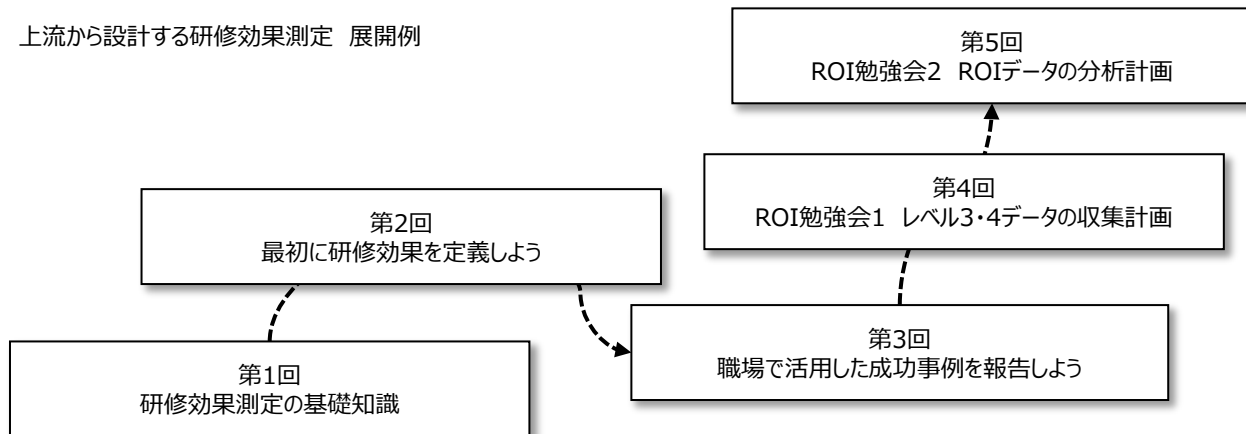 上流から設計する研修効果測定　展開例
第5回
ROI勉強会2　ROIデータの分析計画
第4回
ROI勉強会1　レベル3・4データの収集計画
第2回
最初に研修効果を定義しよう
第3回
職場で活用した成功事例を報告しよう
第1回
研修効果測定の基礎知識